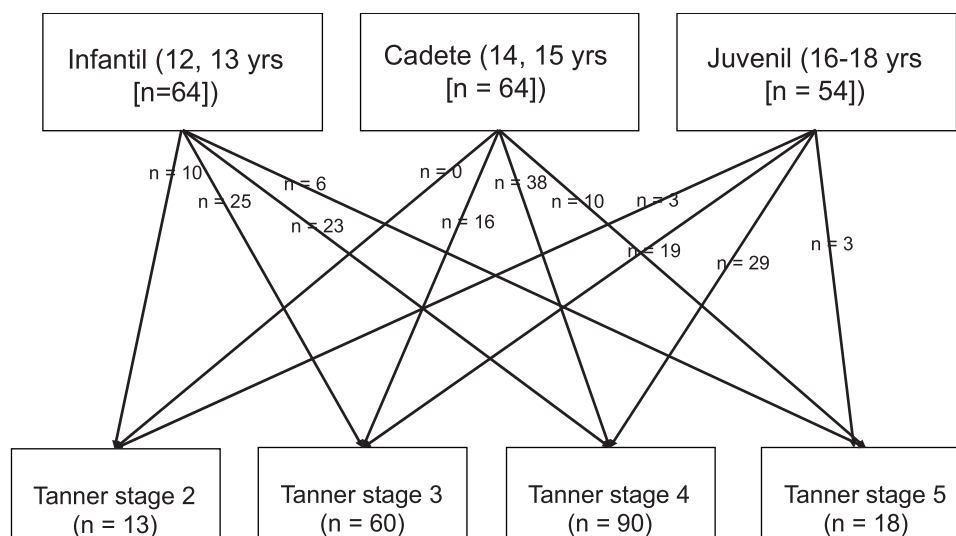 Infantil (12, 13 yrs
[n=64])
Cadete (14, 15 yrs
[n = 64])
Juvenil (16-18 yrs
[n = 54])
n = 10
n = 25
n = 6
n = 23
n = 0
n = 16
n = 38
n = 10
n = 3
n = 19
n = 29
n = 3
Tanner stage 2
(n = 13)
Tanner stage 3
(n = 60)
Tanner stage 4
(n = 90)
Tanner stage 5
(n = 18)